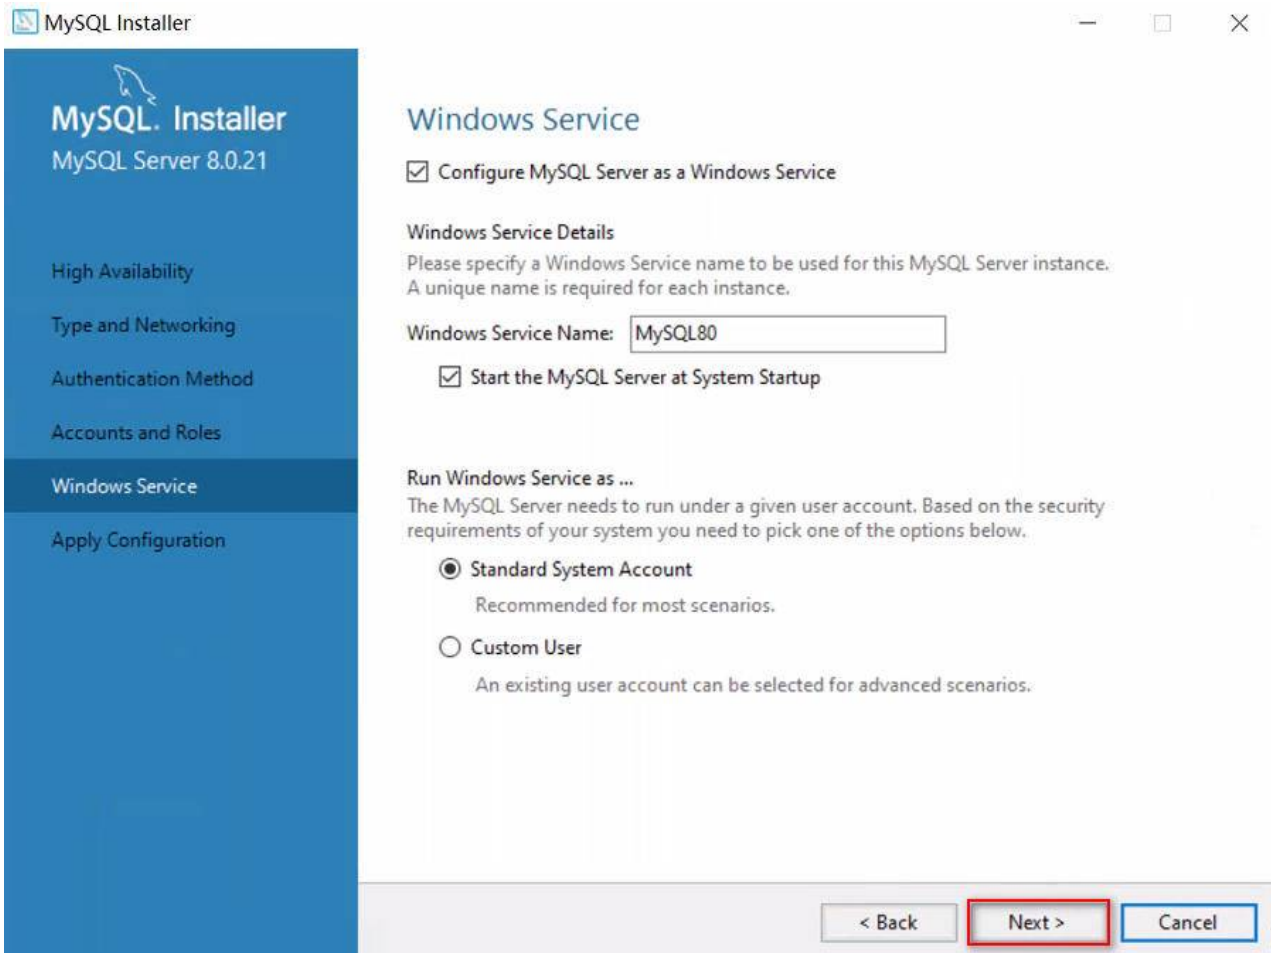 MySQL Installer
MySQL. Installer
MySQL Server 8.0.21
High Availability
Type and Networking
Authentication Method
Accounts and Roles
Windows Service
Apply Configuration
Windows Service
Configure MySQL Server as a Windows Service
Windows Service Details
Please specify a Windows Service name to be used for this MySQL Server instance.
A unique name is required for each instance.
Windows Service Name: MySQL80
Start the MySQL Server at System Startup
Run Windows Service as ...
The MySQL Server needs to run under a given user account. Based on the security
requirements of your system you need to pick one of the options below.
Standard System Account
Recommended for most scenarios.
Custom User
An existing user account can be selected for advanced scenarios.
< Back Next > Cancel